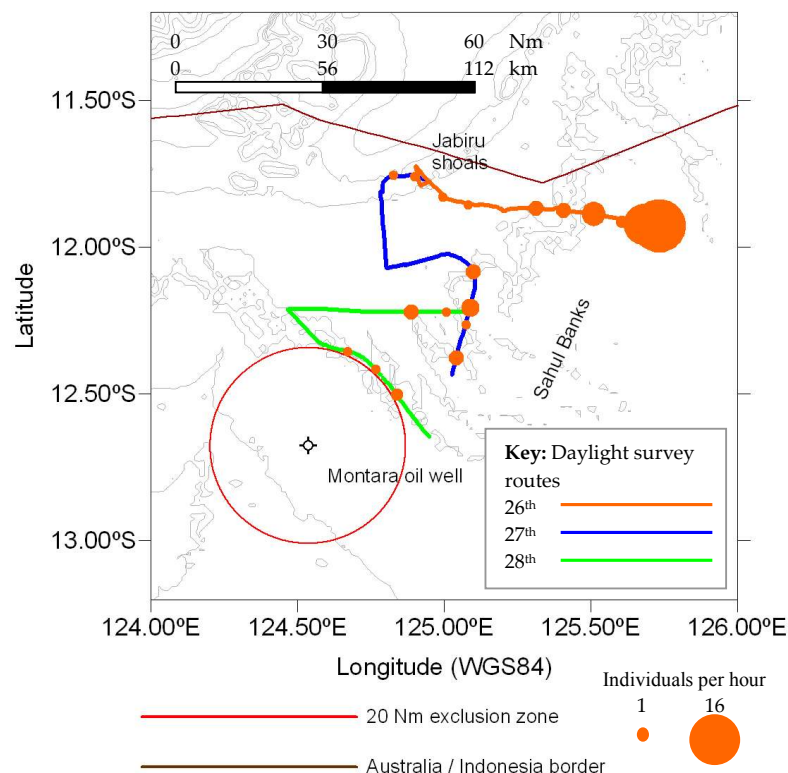 0 30 60 Nm
0 56 112 km
11.50ºS
12.00ºS
12.50ºS
13.00ºS
Latitude
Jabiru
shoals
Sahul Banks
Montara oil well
Key: Daylight survey
routes
26th
27th
28th
124.00ºE 124.50ºE 125.00ºE 125.50ºE 126.00ºE
Longitude (WGS84)
Individuals per hour
1 16
20 Nm exclusion zone
Australia / Indonesia border